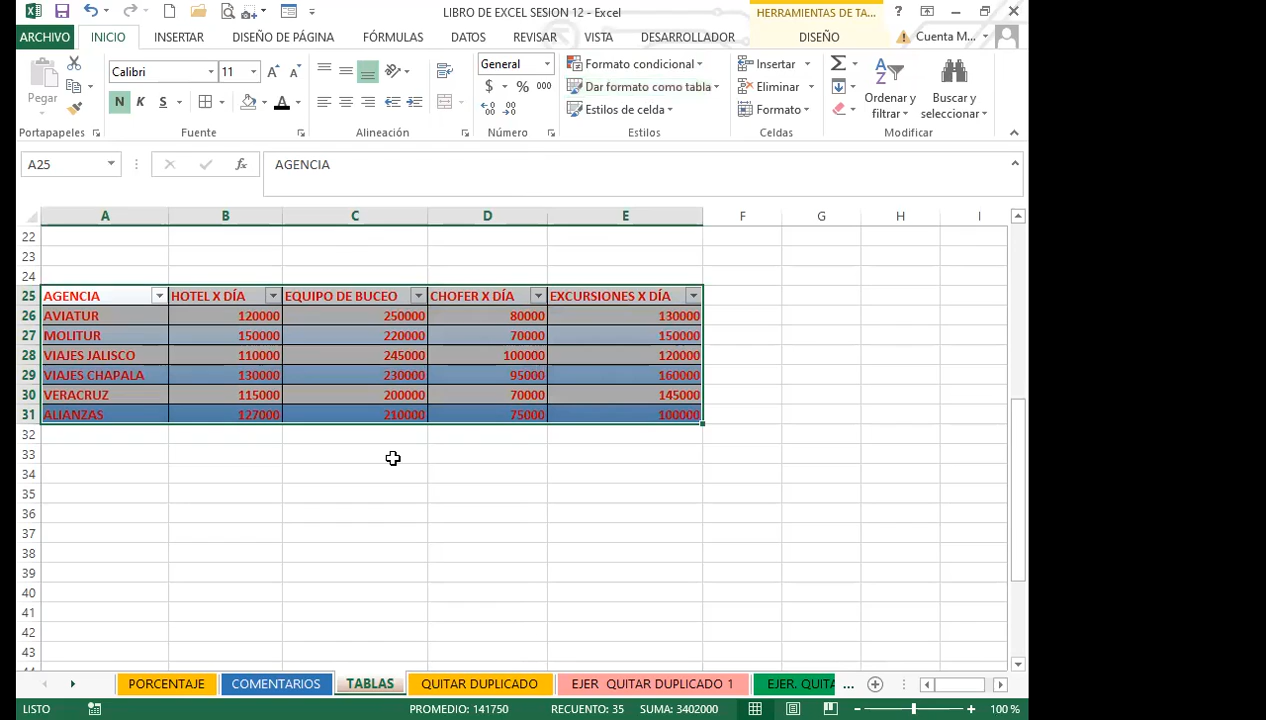 LIBRO DE EXCEL SESION 12 - Excel
HERRAMIENTAS DE TA...
ARCHIVO INICIO INSERTAR DISEÑO DE PÁGINA FÓRMULAS DATOS REVISAR VISTA DESARROLLADOR DISEÑO Cuenta M...
Pegar
Calibri 11
N K S
General
$ % 000
Formato condicional
Dar formato como tabla
Estilos de celda
Insertar
Eliminar
Formato
Ordenar y filtrar
Buscar y seleccionar
Portapapeles Fuente Alineación Número Estilos Celdas Modificar
A25 fx AGENCIA
A B C D E F G H I
22
23
24
25 AGENCIA HOTEL X DÍA EQUIPO DE BUCEO CHOFER X DÍA EXCURSIONES X DÍA
26 AVIATUR 120000 250000 80000 130000
27 MOLITUR 150000 220000 70000 150000
28 VIAJES JALISCO 110000 245000 100000 120000
29 VIAJES CHAPALA 130000 230000 95000 160000
30 VERACRUZ 115000 200000 70000 145000
31 ALIANZAS 127000 210000 75000 100000
32
33
34
35
36
37
38
39
40
41
42
43
PORCENTAJE COMENTARIOS TABLAS QUITAR DUPLICADO EJER QUITAR DUPLICADO 1 EJER. QUITA ...
LISTO PROMEDIO: 141750 RECUENTO: 35 SUMA: 3402000 100 %